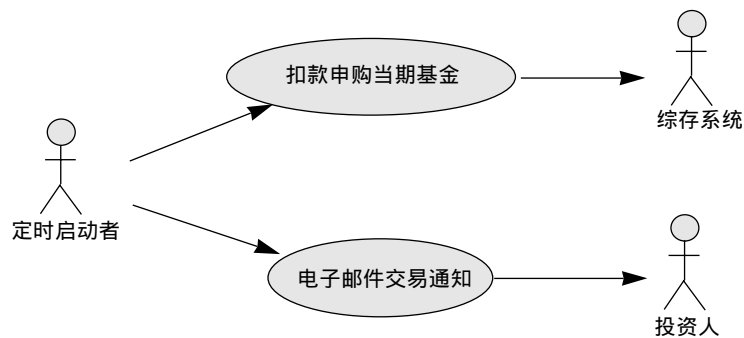 扣款申购当期基金
综存系统
定时启动者
电子邮件交易通知
投资人